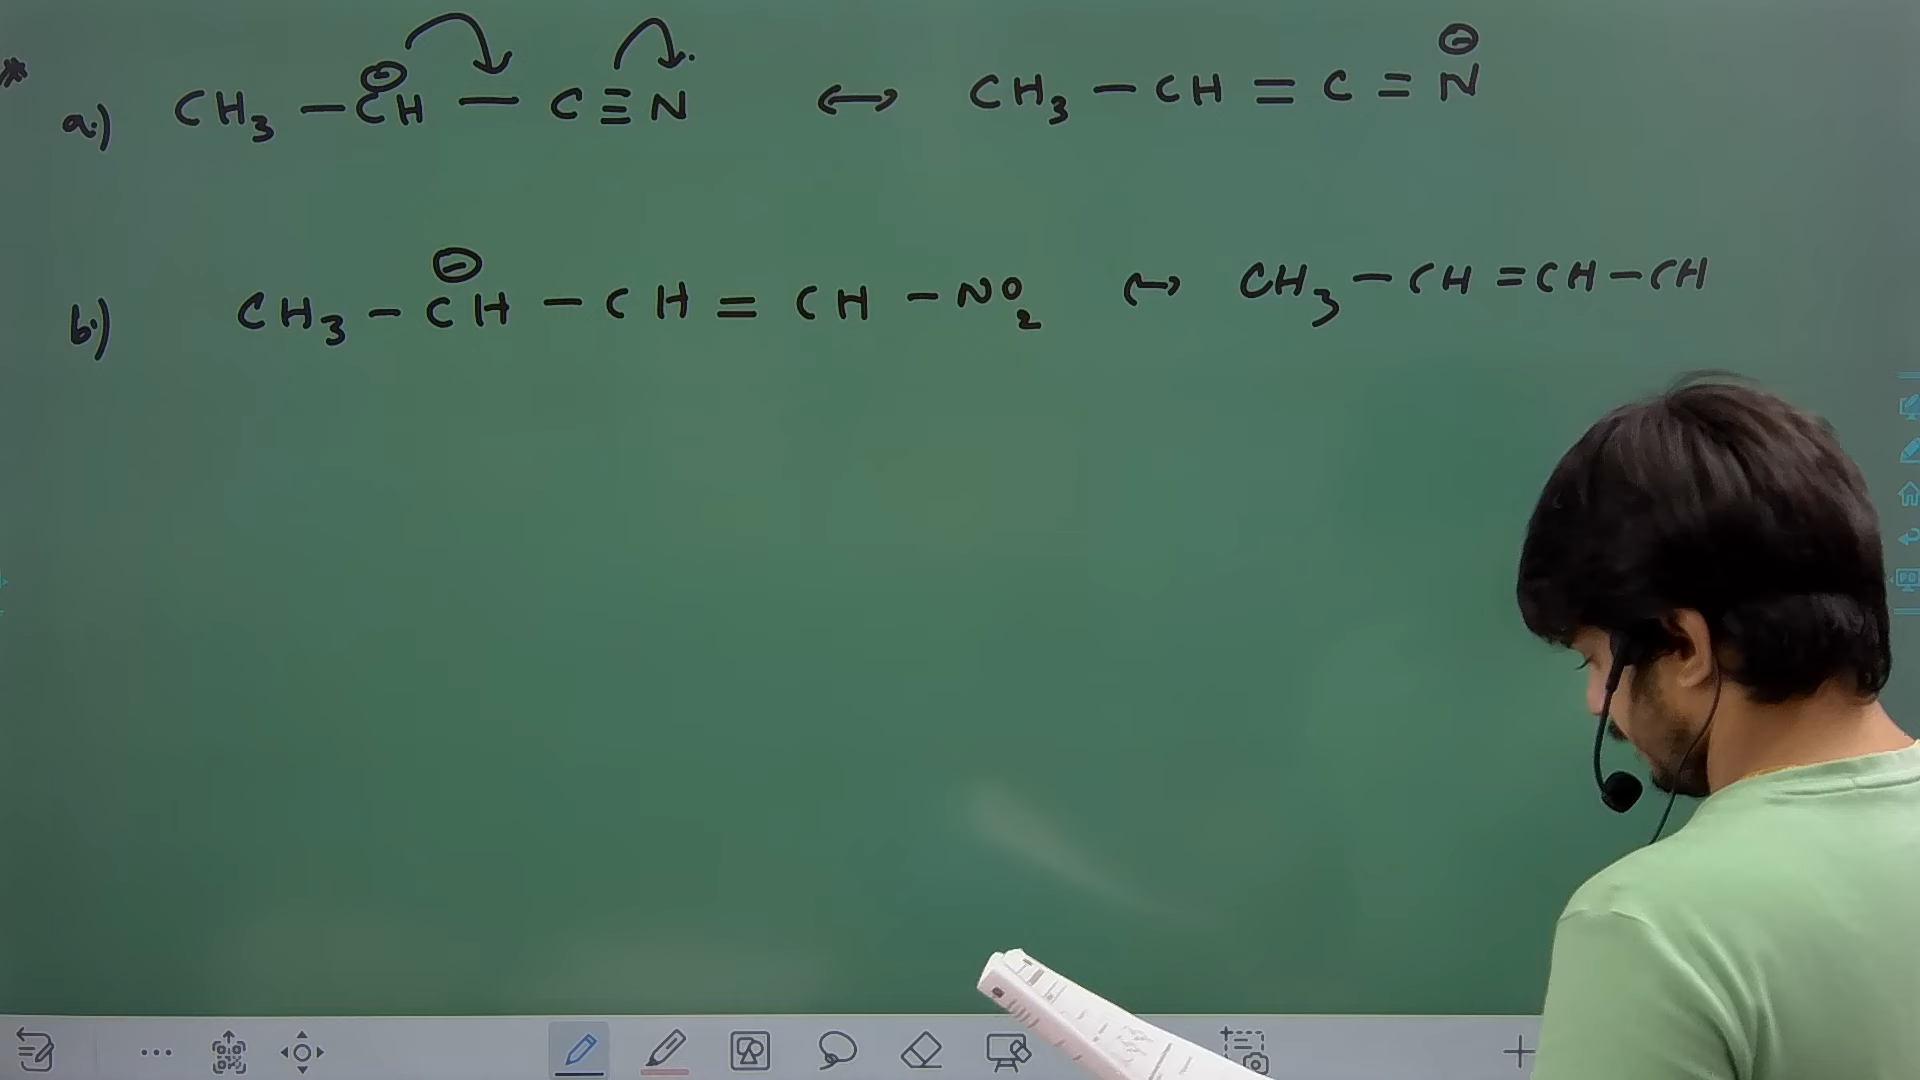 a.) CH3 – C⊖H – C ≡ N ↔ CH3 – CH = C = N⊖
b.) CH3 – C⊖H – CH = CH – NO2 ↔ CH3 – CH = CH – CH